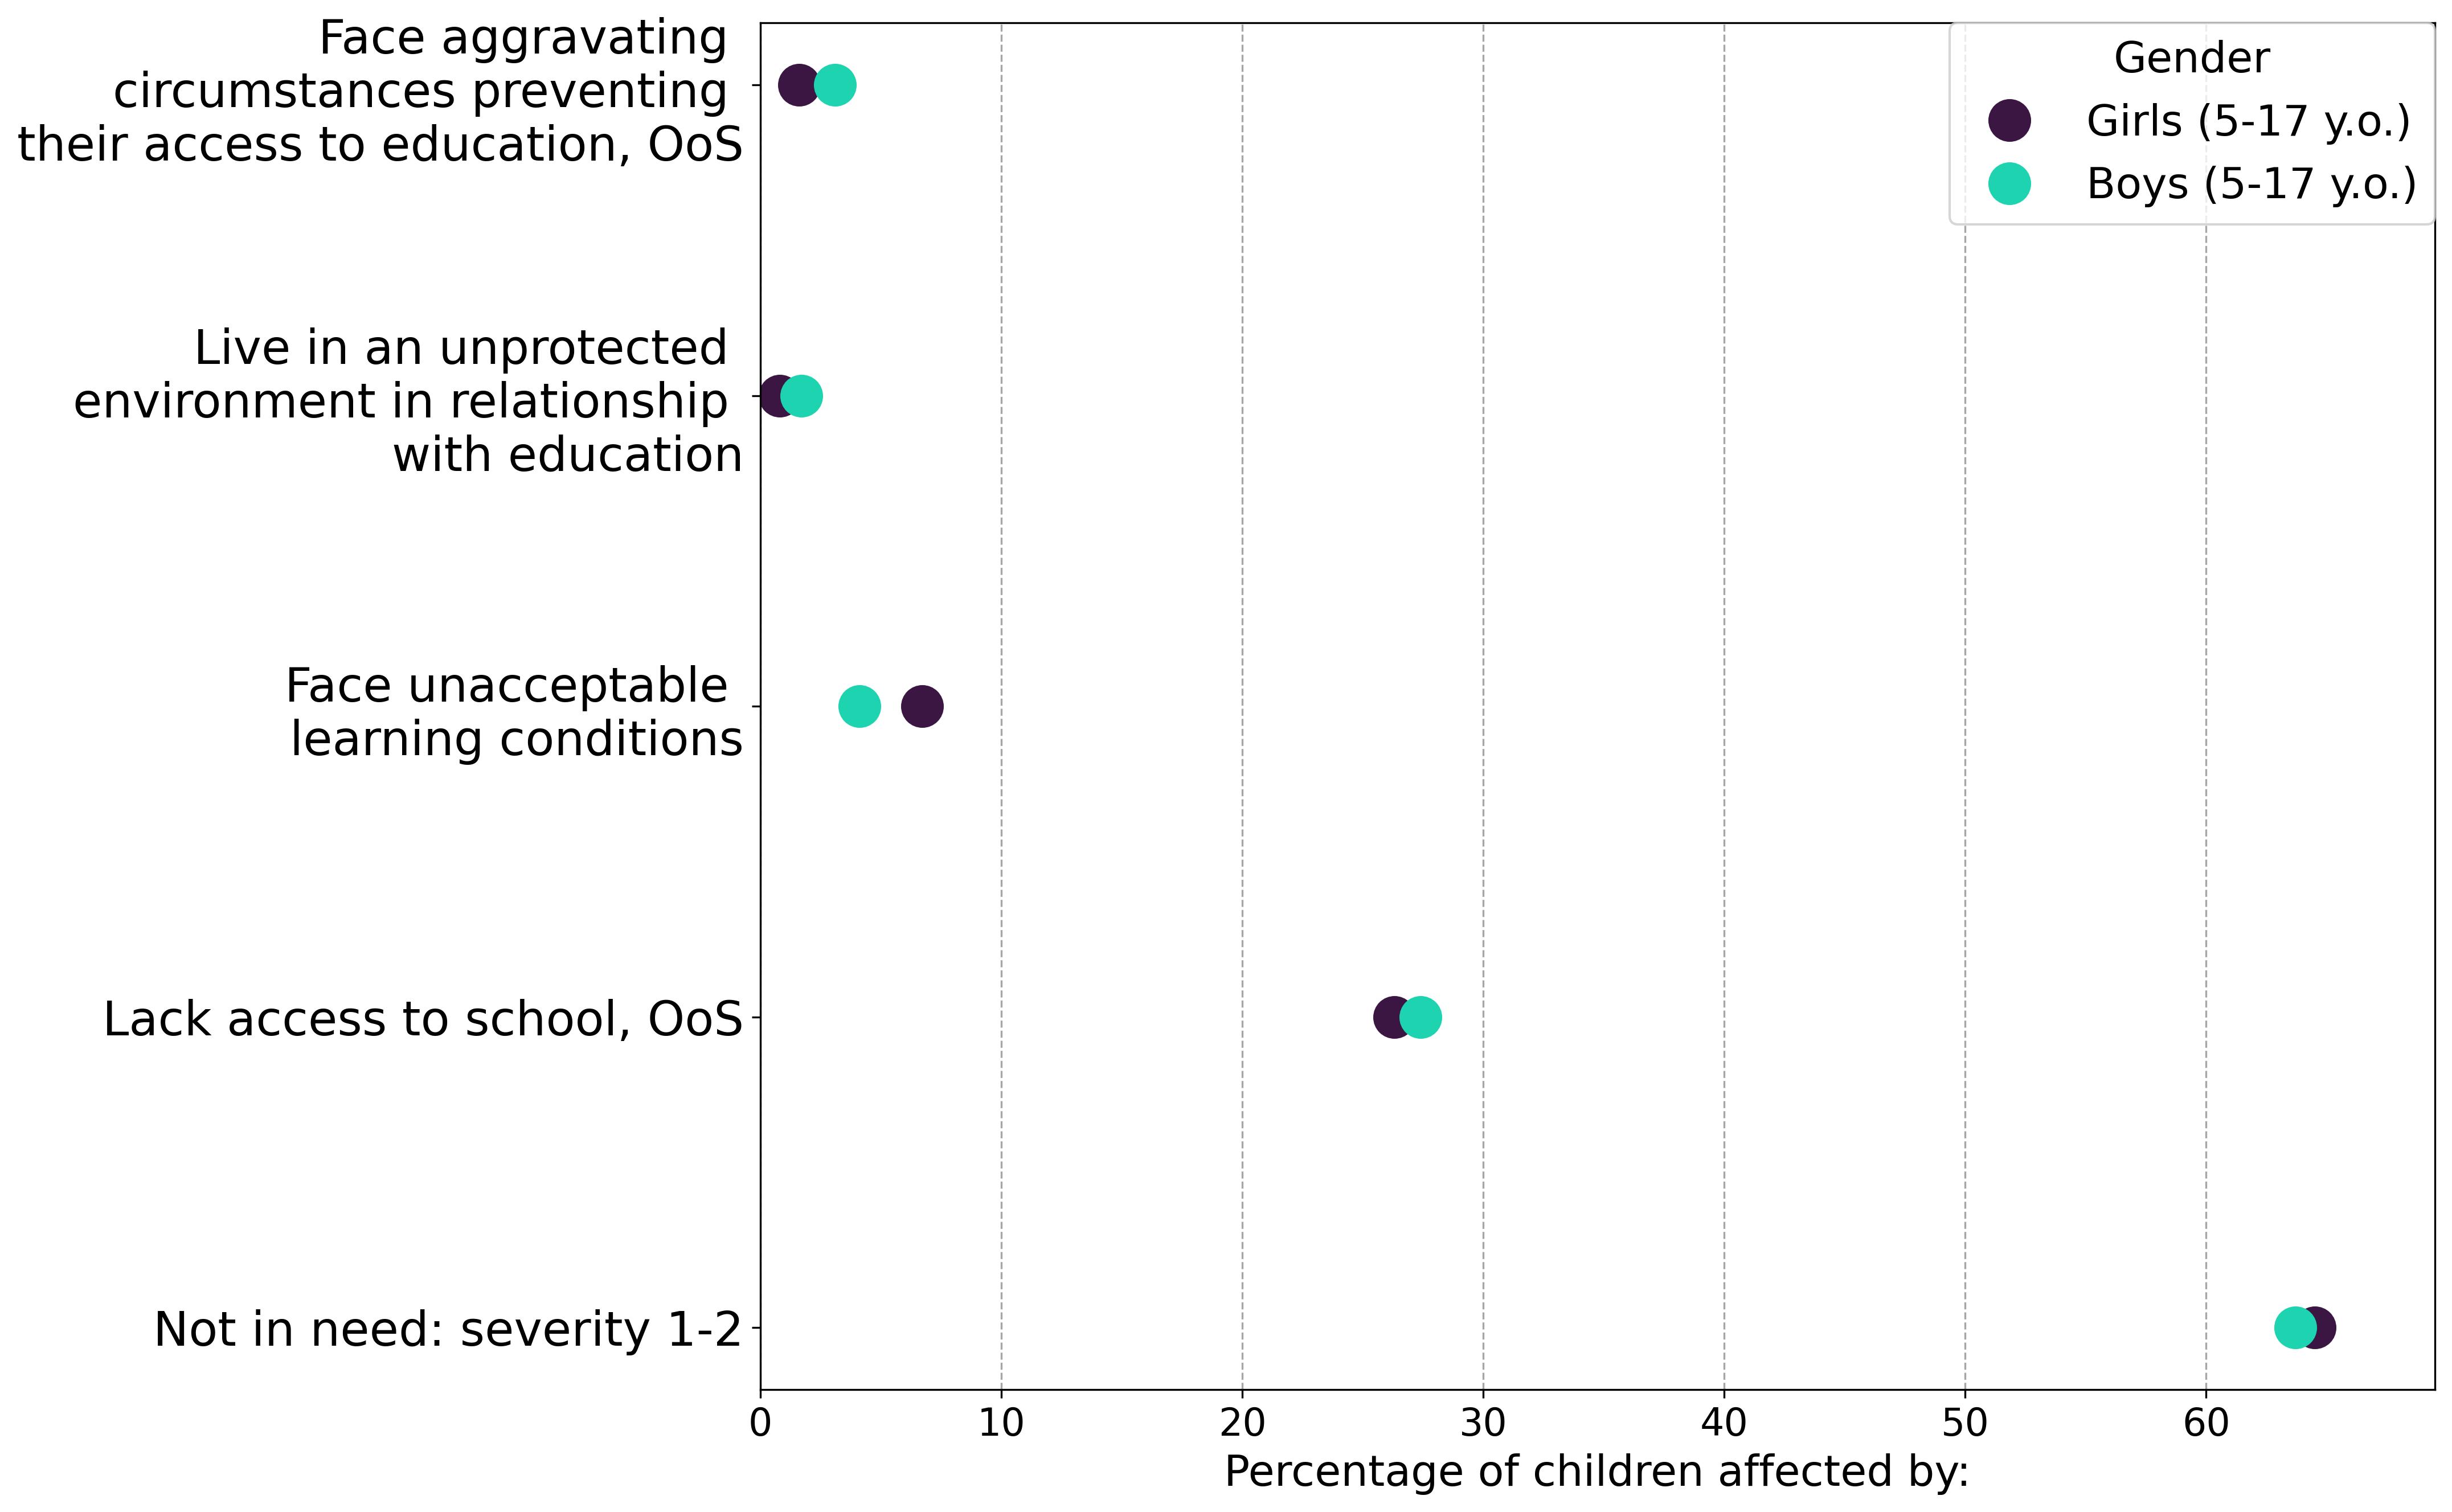 Face aggravating
circumstances preventing
their access to education, OoS
Live in an unprotected
environment in relationship
with education
Face unacceptable
learning conditions
Lack access to school, OoS
Not in need: severity 1-2
Gender
Girls (5-17 y.o.)
Boys (5-17 y.o.)
0 10 20 30 40 50 60
Percentage of children affected by: